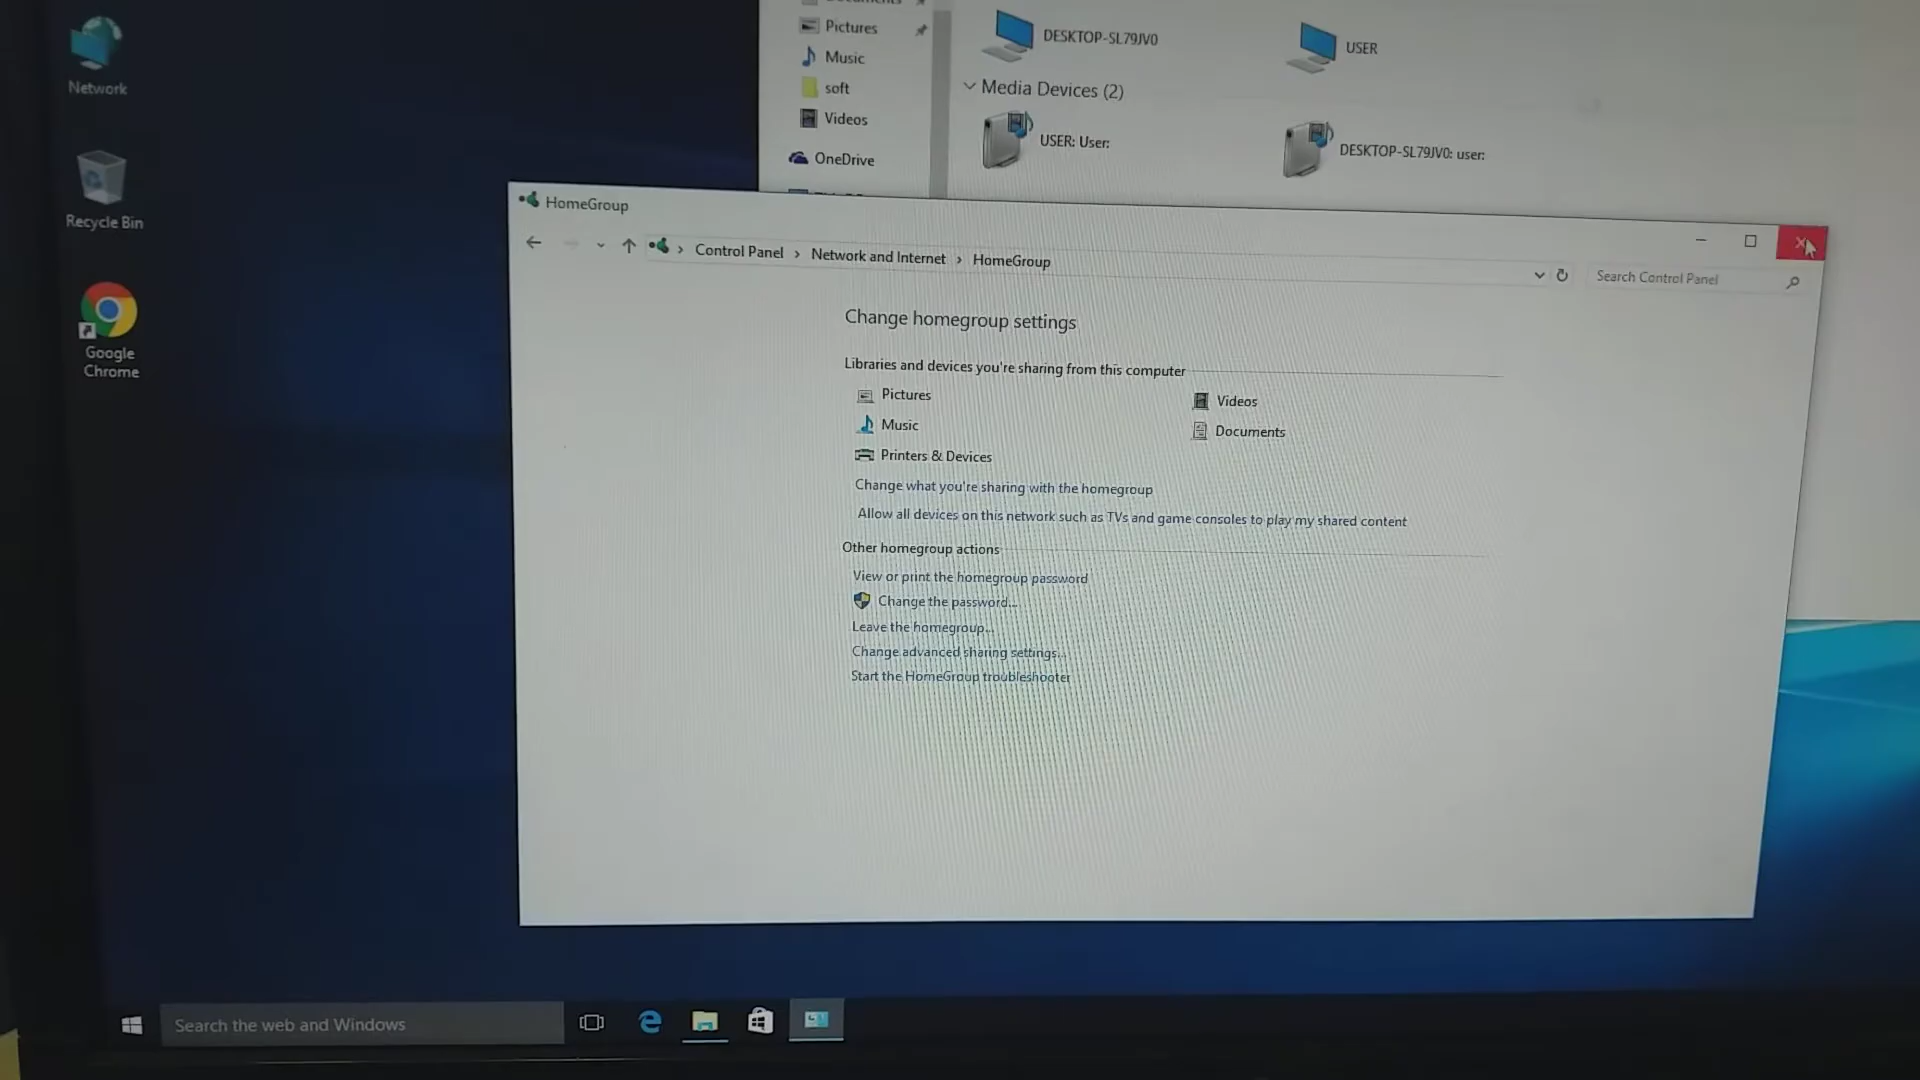 Network
Recycle Bin
Google
Chrome
Pictures
Music
soft
Videos
OneDrive
DESKTOP-SL79JV0
USER
Media Devices (2)
USER: User:
DESKTOP-SL79JV0: user:
HomeGroup
Control Panel › Network and Internet › HomeGroup
Search Control Panel
Change homegroup settings
Libraries and devices you're sharing from this computer
Pictures
Videos
Music
Documents
Printers & Devices
Change what you're sharing with the homegroup
Allow all devices on this network such as TVs and game consoles to play my shared content
Other homegroup actions
View or print the homegroup password
Change the password...
Leave the homegroup...
Change advanced sharing settings...
Start the HomeGroup troubleshooter
Search the web and Windows